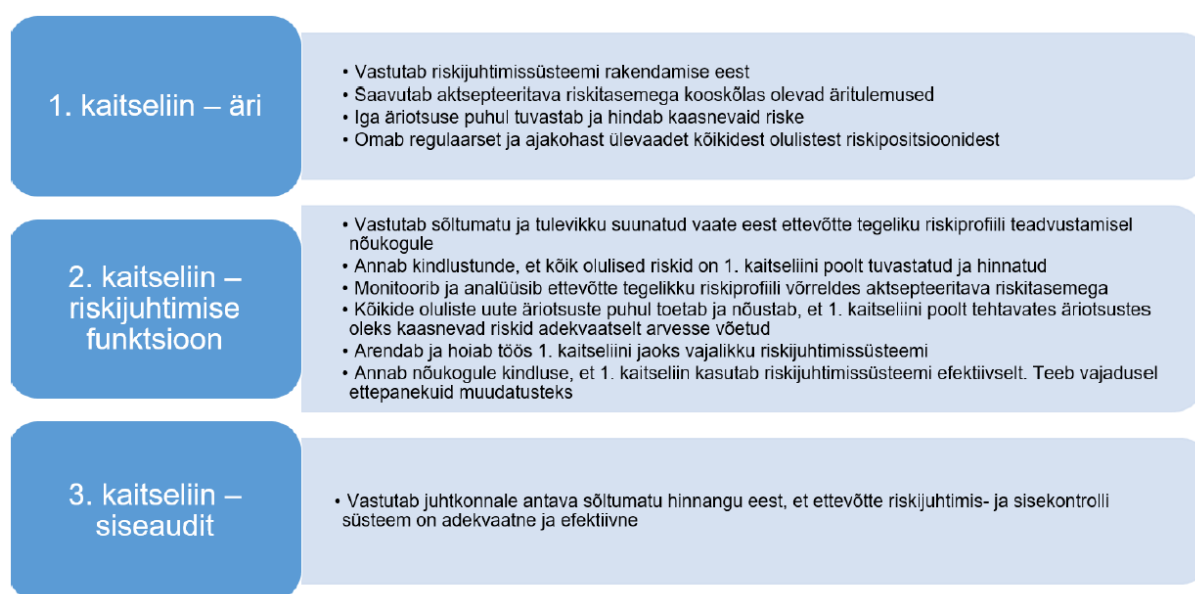 1. kaitseliin – äri
• Vastutab riskijuhtimissüsteemi rakendamise eest
• Saavutab aktsepteeritava riskitasemega kooskõlas olevad äritulemused
• Iga äriotsuse puhul tuvastab ja hindab kaasnevaid riske
• Omab regulaarset ja ajakohast ülevaadet kõikidest olulistest riskipositsioonidest
2. kaitseliin –
riskijuhtimise
funktsioon
• Vastutab sõltumatu ja tulevikku suunatud vaate eest ettevõtte tegeliku riskiprofiili teadvustamisel
nõukogule
• Annab kindlustunde, et kõik olulised riskid on 1. kaitseliini poolt tuvastatud ja hinnatud
• Monitoorib ja analüüsib ettevõtte tegelikku riskiprofiili võrreldes aktsepteeritava riskitasemega
• Kõikide oluliste uute äriotsuste puhul toetab ja nõustab, et 1. kaitseliini poolt tehtavates äriotsustes
oleks kaasnevad riskid adekvaatselt arvesse võetud
• Arendab ja hoiab töös 1. kaitseliini jaoks vajalikku riskijuhtimissüsteemi
• Annab nõukogule kindluse, et 1. kaitseliin kasutab riskijuhtimissüsteemi efektiivselt. Teeb vajadusel
ettepanekuid muudatusteks
3. kaitseliin –
siseaudit
• Vastutab juhtkonnale antava sõltumatu hinnangu eest, et ettevõtte riskijuhtimis- ja sisekontrolli
süsteem on adekvaatne ja efektiivne